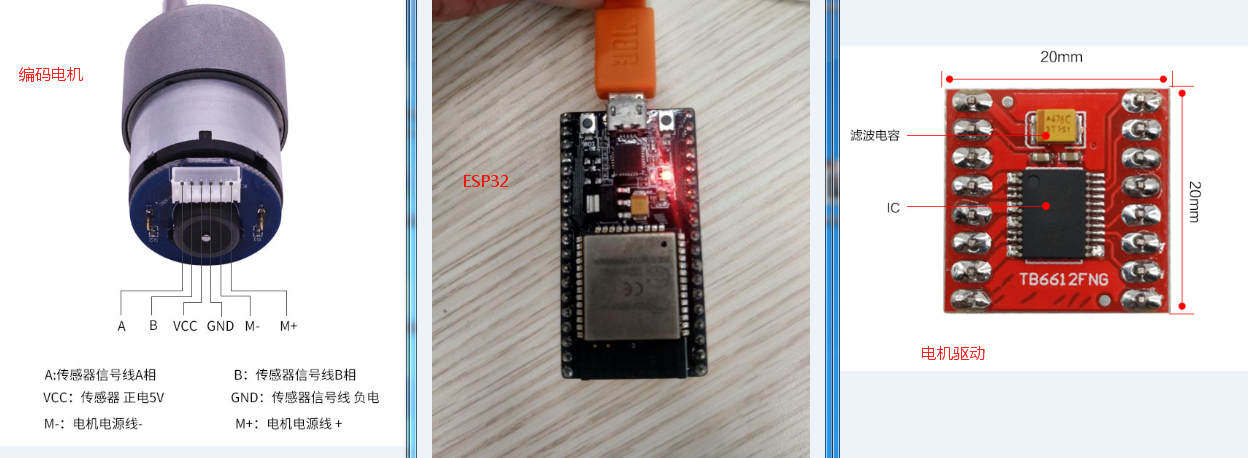 编码电机
A B VCC GND M- M+
A:传感器信号线A相
B：传感器信号线B相
VCC：传感器 正电5V
GND：传感器信号线 负电
M-：电机电源线-
M+：电机电源线 +
JBL
ESP32
CE
20mm
滤波电容
IC
20mm
TB6612FNG
电机驱动